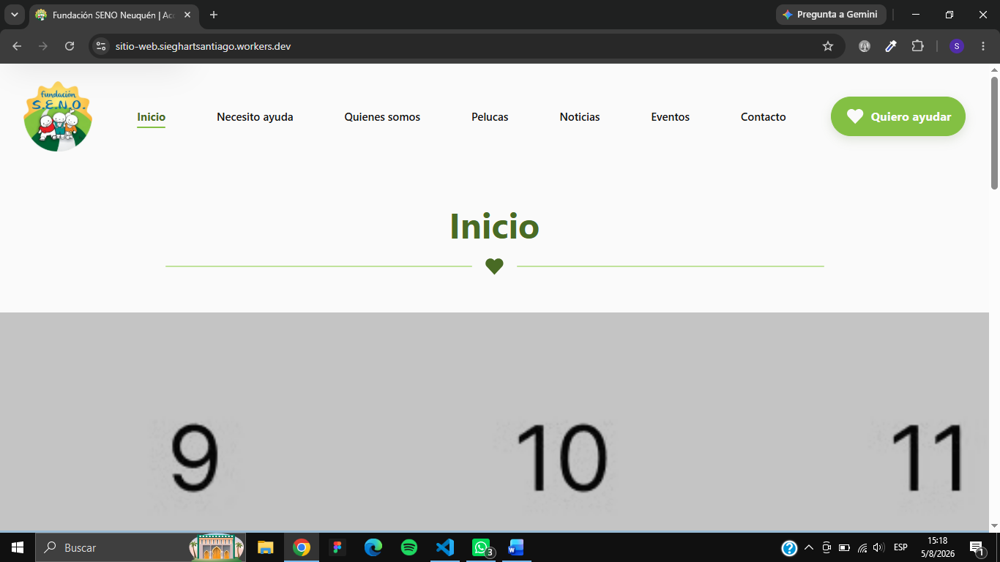 Fundación SENO Neuquén | Ac
Pregunta a Gemini
sitio-web.sieghartsantiago.workers.dev
S
fundación
S.E.N.O.
Inicio
Necesito ayuda
Quienes somos
Pelucas
Noticias
Eventos
Contacto
Quiero ayudar
Inicio
9
10
11
Buscar
3
ESP
15:18
5/8/2026
1